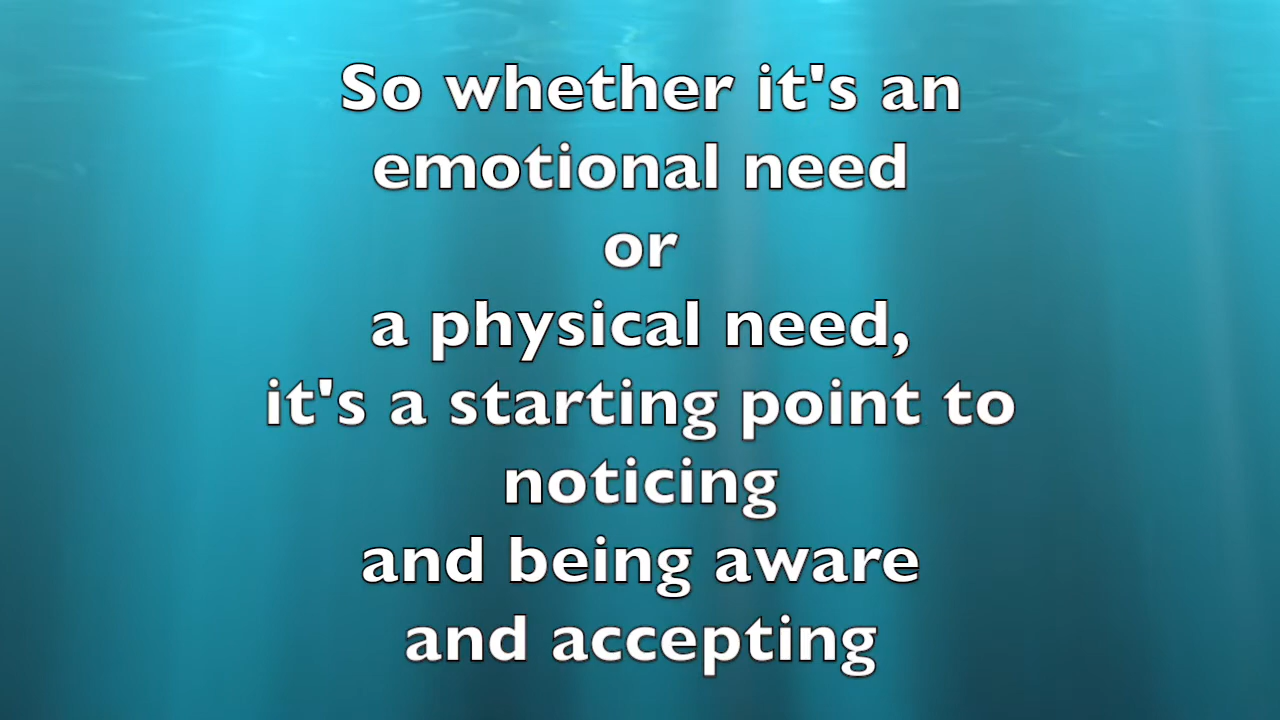 So whether it's an
emotional need
or
a physical need,
it's a starting point to
noticing
and being aware
and accepting